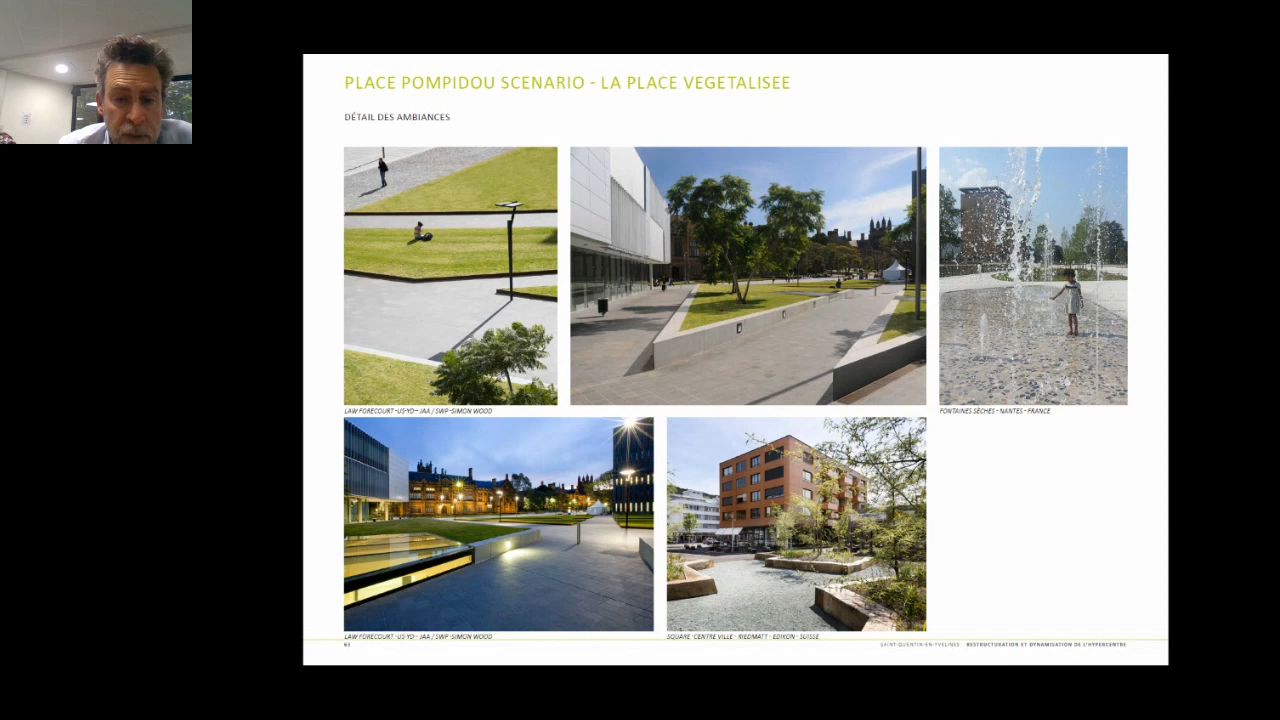 PLACE POMPIDOU SCENARIO - LA PLACE VEGETALISEE
DÉTAIL DES AMBIANCES
LAW FORECOURT -US-YD-- JAA / SWP-SIMON WOOD
FONTAINES SÈCHES - NANTES - FRANCE
LAW FORECOURT -US-YD-- JAA / SWP-SIMON WOOD
SQUARE -CENTRE VILLE - RIEDMATT - EDIKON - SUISSE
63 SAINT-QUENTIN-EN-YVELINES RESTRUCTURATION ET DYNAMISATION DE L'HYPERCENTRE